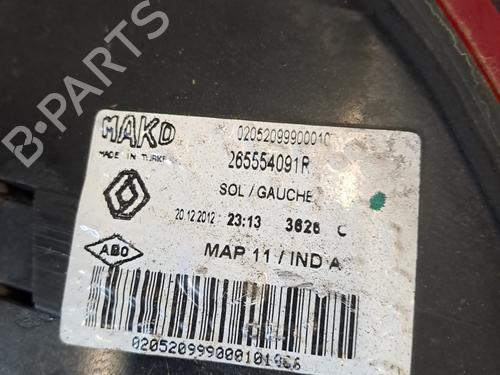 MAKO
MADE IN TURKEY
02052099900010
265554091R
SOL / GAUCHE
20.12.2012 23:13 3626 C
ABO
MAP 11 / IND A
B-PARTS